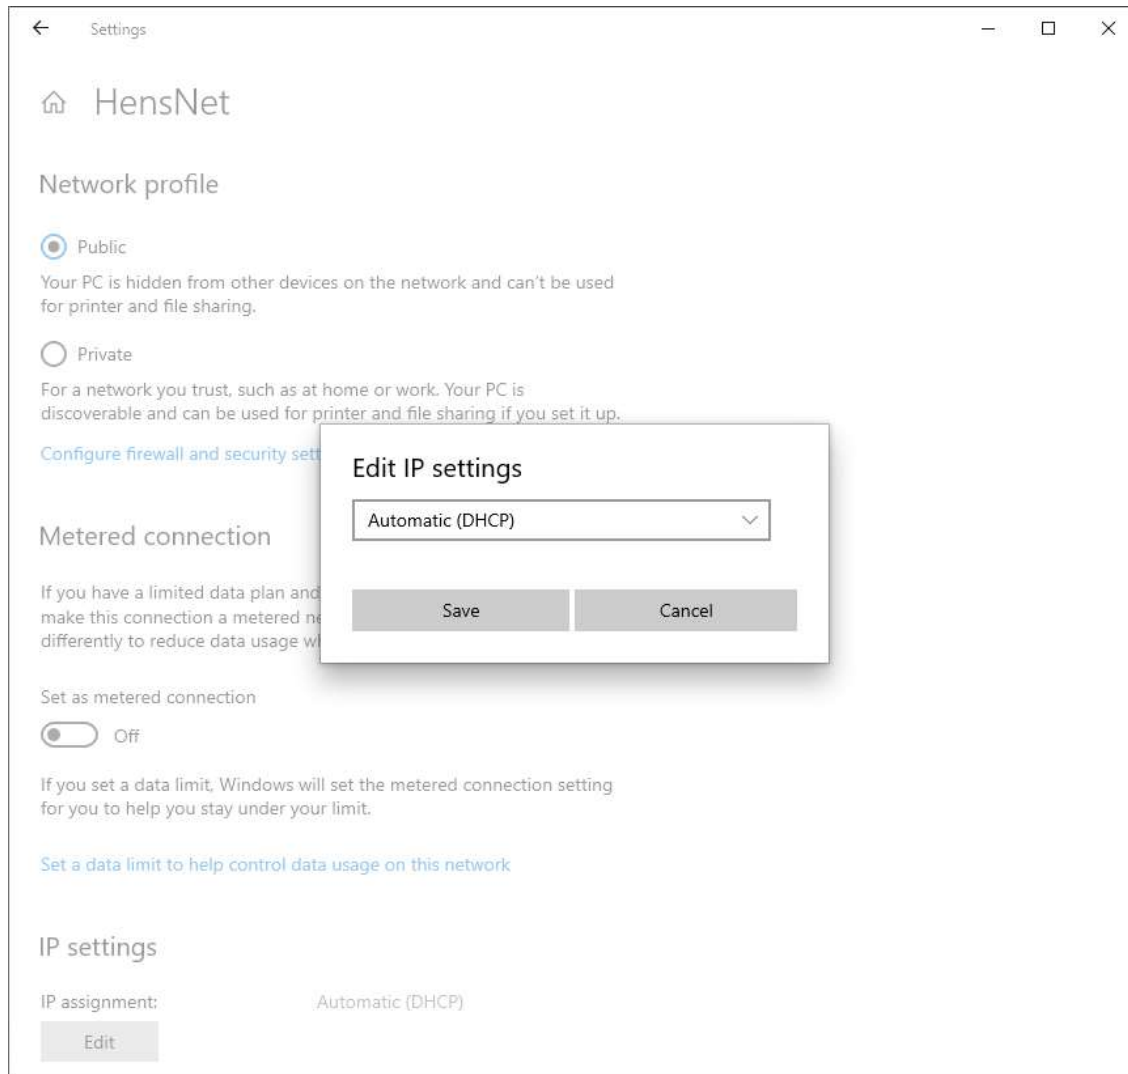 Settings
HensNet
Network profile
Public
Your PC is hidden from other devices on the network and can't be used
for printer and file sharing.
Private
For a network you trust, such as at home or work. Your PC is
discoverable and can be used for printer and file sharing if you set it up.
Configure firewall and security sett
Edit IP settings
Automatic (DHCP)
Save Cancel
Metered connection
If you have a limited data plan and
make this connection a metered ne
differently to reduce data usage wh
Set as metered connection
Off
If you set a data limit, Windows will set the metered connection setting
for you to help you stay under your limit.
Set a data limit to help control data usage on this network
IP settings
IP assignment: Automatic (DHCP)
Edit